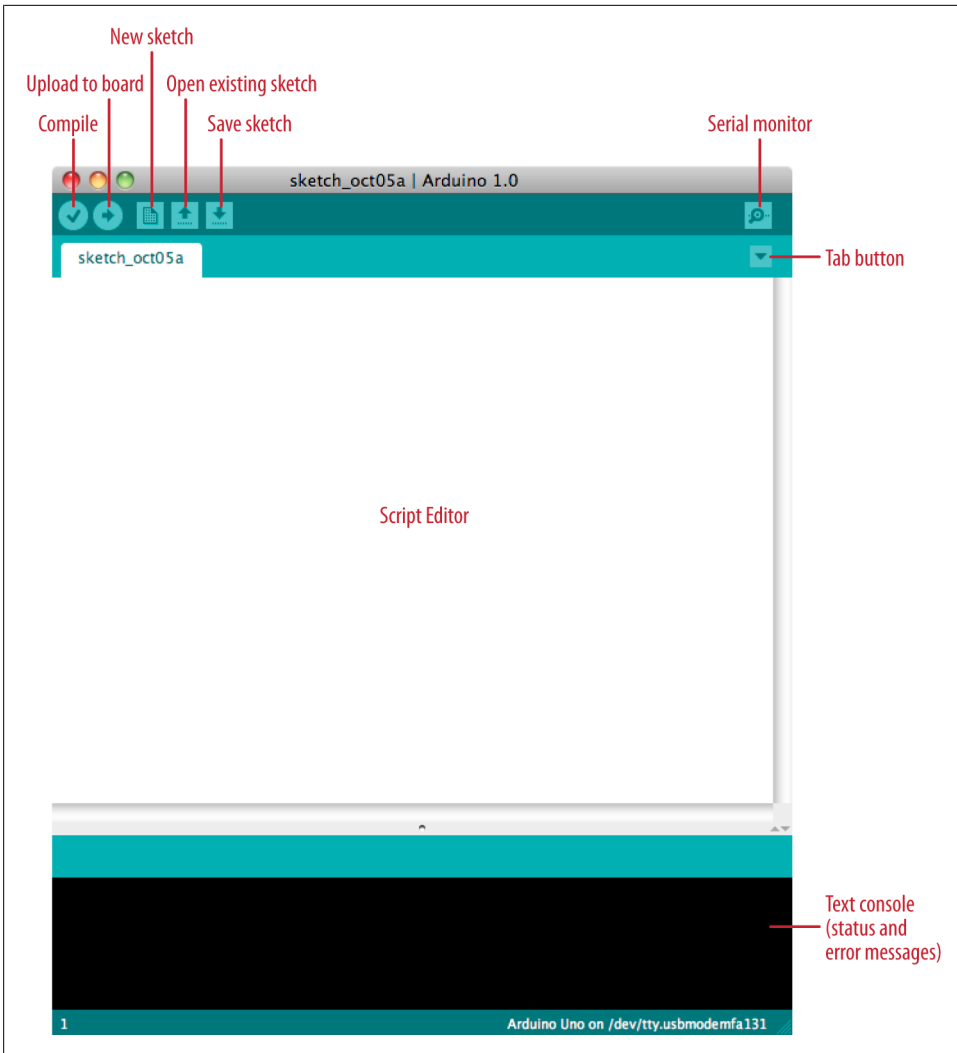 New sketch
Upload to board
Open existing sketch
Compile
Save sketch
Serial monitor
sketch_oct05a | Arduino 1.0
sketch_oct05a
Tab button
Script Editor
Text console
(status and
error messages)
1
Arduino Uno on /dev/tty.usbmodemfa131